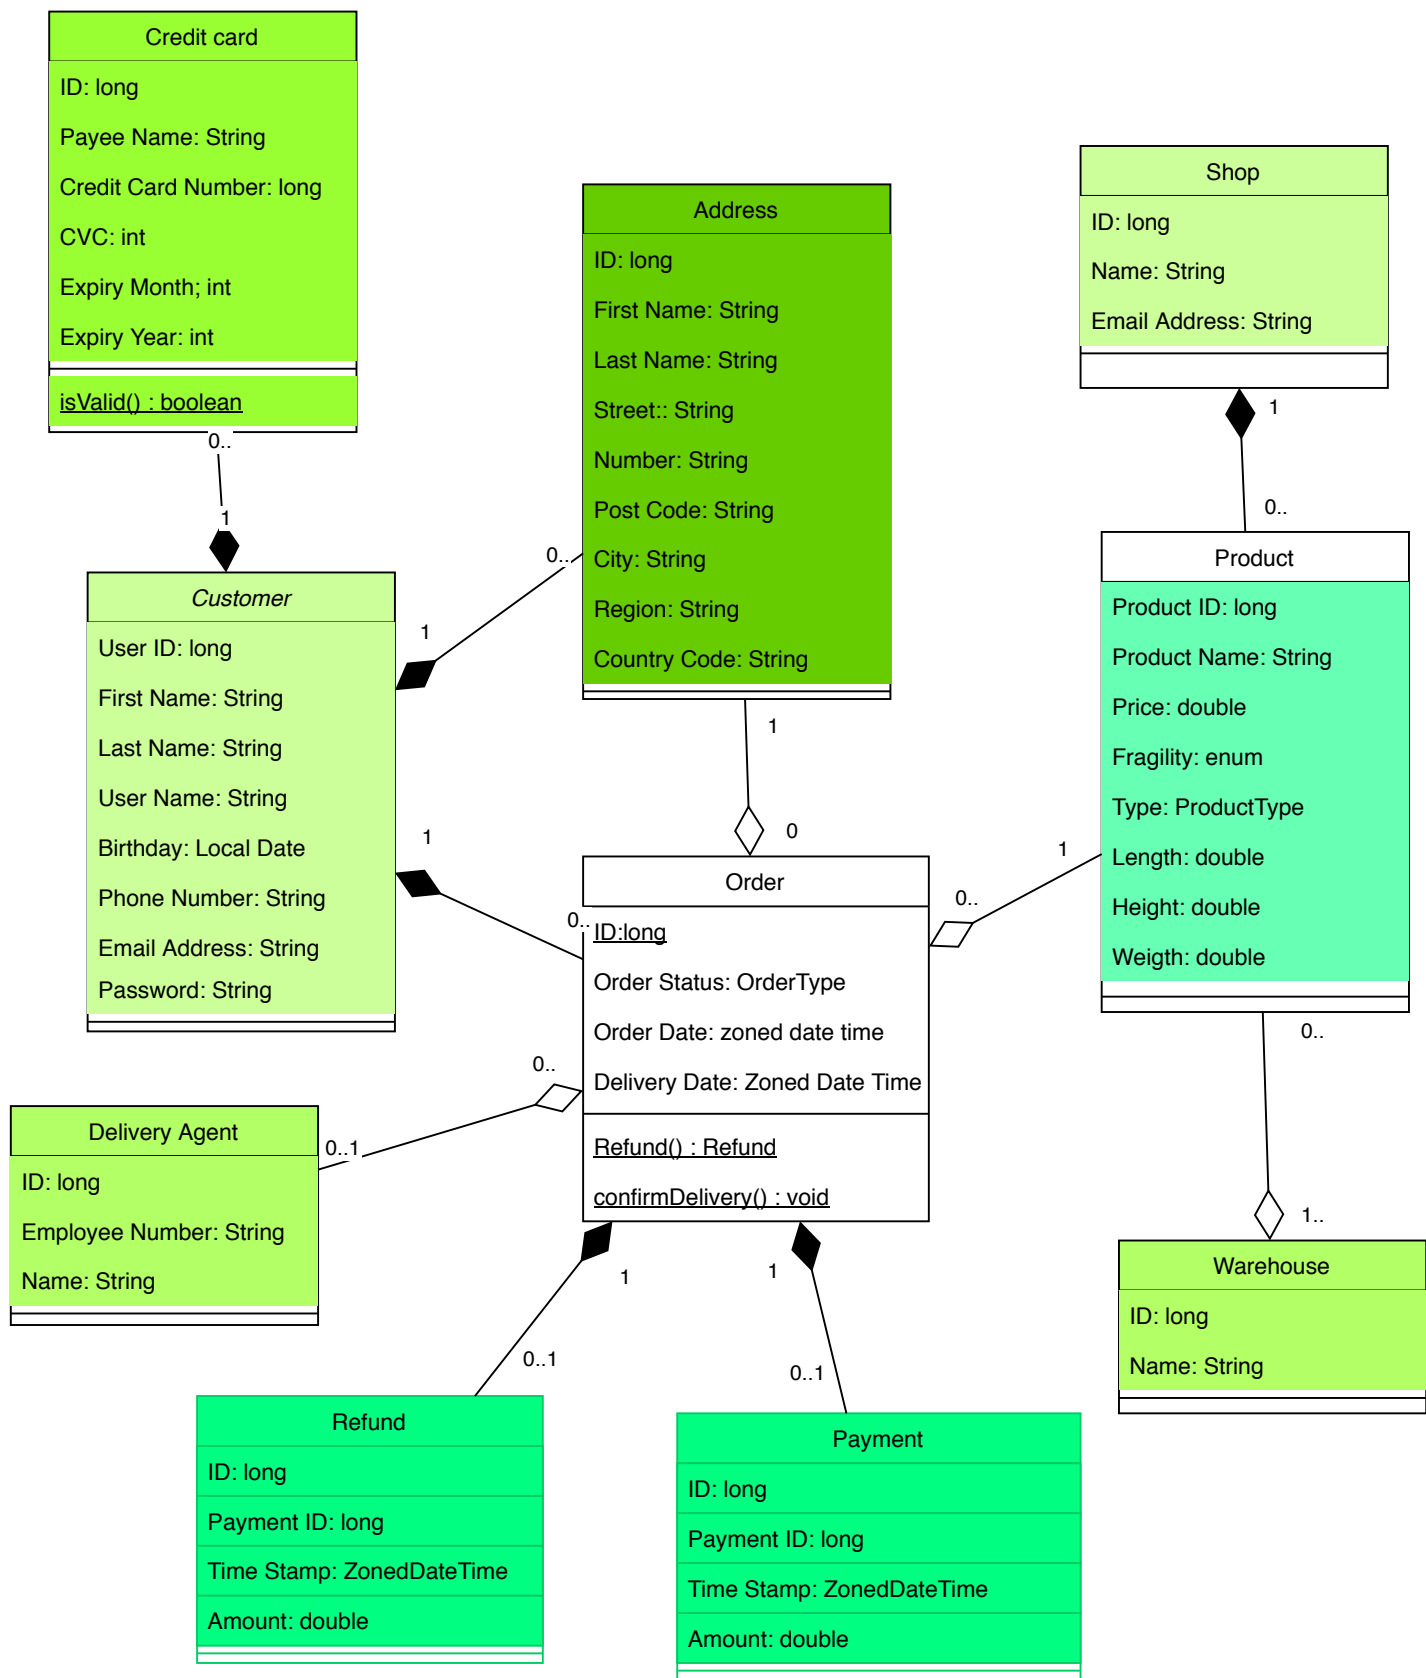 Credit card
ID: long
Payee Name: String
Credit Card Number: long
CVC: int
Expiry Month; int
Expiry Year: int
isValid() : boolean
0..
1
Customer
User ID: long
First Name: String
Last Name: String
User Name: String
Birthday: Local Date
Phone Number: String
Email Address: String
Password: String
1
0..
1
0..
Address
ID: long
First Name: String
Last Name: String
Street:: String
Number: String
Post Code: String
City: String
Region: String
Country Code: String
1
0
Shop
ID: long
Name: String
Email Address: String
1
0..
Product
Product ID: long
Product Name: String
Price: double
Fragility: enum
Type: ProductType
Length: double
Height: double
Weigth: double
1
0..
0..
1..
Order
ID:long
Order Status: OrderType
Order Date: zoned date time
Delivery Date: Zoned Date Time
Refund() : Refund
confirmDelivery() : void
0..
0..1
Delivery Agent
ID: long
Employee Number: String
Name: String
1
0..1
1
0..1
Warehouse
ID: long
Name: String
Refund
ID: long
Payment ID: long
Time Stamp: ZonedDateTime
Amount: double
Payment
ID: long
Payment ID: long
Time Stamp: ZonedDateTime
Amount: double